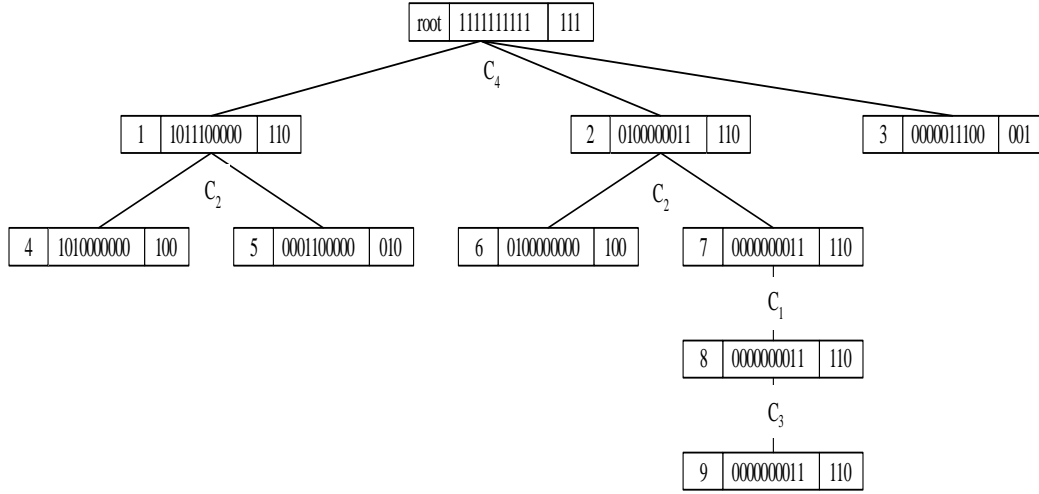 root 1111111111 111
C4
1 1011100000 110
2 0100000011 110
3 0000011100 001
C2
C2
4 1010000000 100
5 0001100000 010
6 0100000000 100
7 0000000011 110
C1
8 0000000011 110
C3
9 0000000011 110